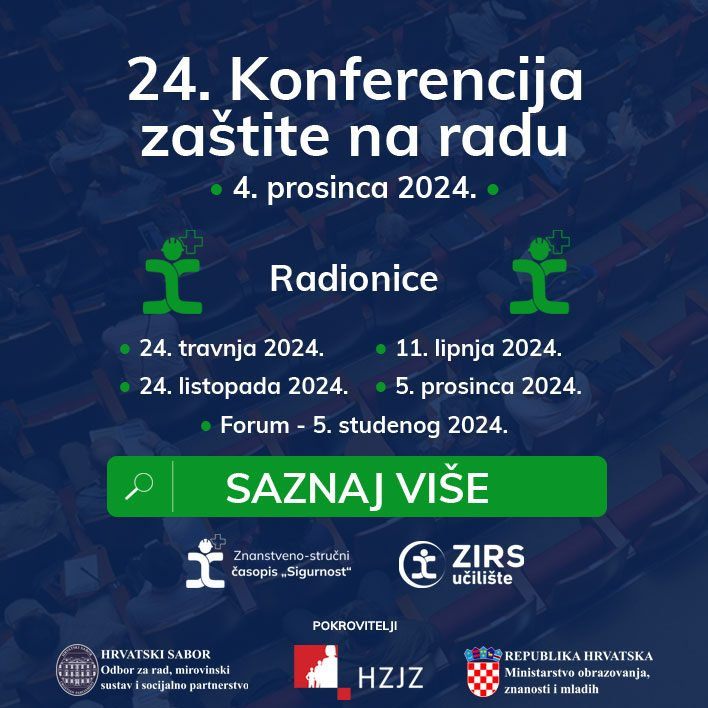 24. Konferencija
zaštite na radu
• 4. prosinca 2024. •
Radionice
• 24. travnja 2024.
• 11. lipnja 2024.
• 24. listopada 2024.
• 5. prosinca 2024.
• Forum - 5. studenog 2024.
SAZNAJ VIŠE
Znanstveno-stručni
časopis „Sigurnost“
ZIRS
učilište
POKROVITELJI
HRVATSKI SABOR
Odbor za rad, mirovinski
sustav i socijalno partnerstvo
HZJZ
REPUBLIKA HRVATSKA
Ministarstvo obrazovanja,
znanosti i mladih